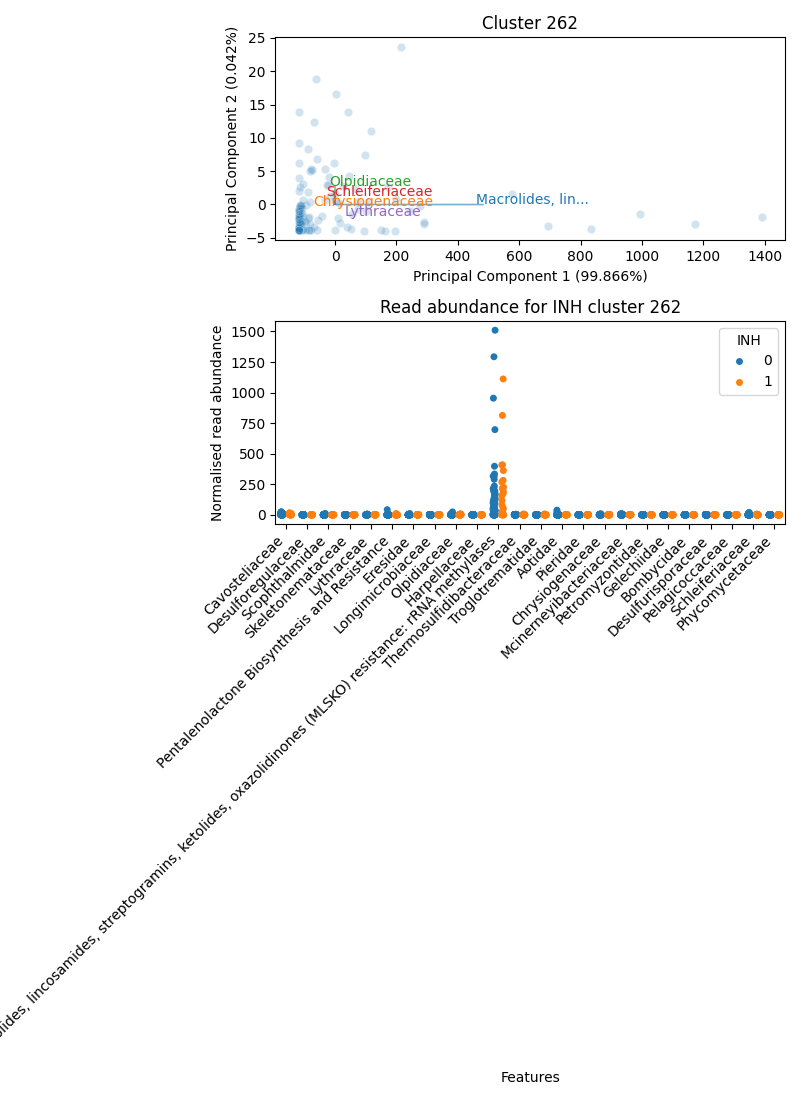 Cluster 262
Principal Component 2 (0.042%)
25
20
15
10
5
0
−5
Olpidiaceae
Schleiferiaceae
Chrysiogenaceae
Lythraceae
Macrolides, lin...
0 200 400 600 800 1000 1200 1400
Principal Component 1 (99.866%)
Read abundance for INH cluster 262
Normalised read abundance
1500
1250
1000
750
500
250
0
INH
0
1
Cavosteliaceae
Desulforegulaceae
Scophthalmidae
Skeletonemataceae
Lythraceae
Pentalenolactone Biosynthesis and Resistance
Eresidae
Longimicrobiaceae
Olpidiaceae
Harpellaceae
lides, lincosamides, streptogramins, ketolides, oxazolidinones (MLSKO) resistance: rRNA methylases
Thermosulfidibacteraceae
Troglotrematidae
Aotidae
Pieridae
Chrysiogenaceae
Mcinerneyibacteriaceae
Petromyzontidae
Gelechiidae
Bombycidae
Desulfurisporaceae
Pelagicoccaceae
Schleiferiaceae
Phycomycetaceae
Features